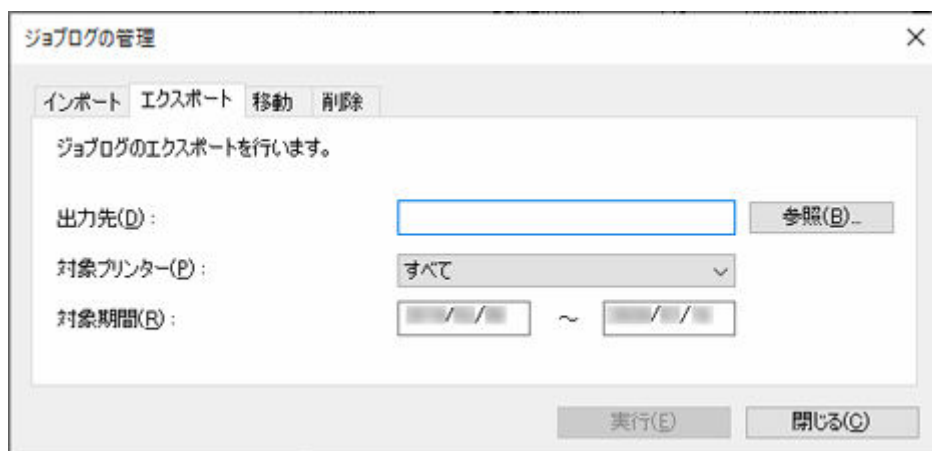 ジョブログの管理
インポート エクスポート 移動 削除
ジョブログのエクスポートを行います。
出力先(D): 参照(B)...
対象プリンター(P): すべて
対象期間(R): / / ～ / /
実行(E) 閉じる(C)